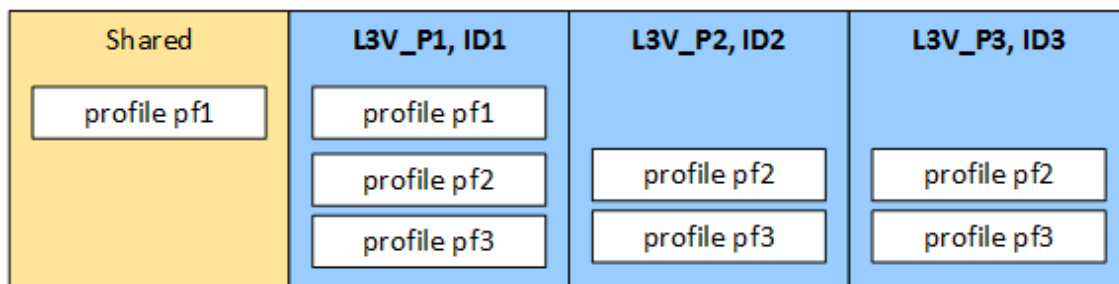 Shared
profile pf1
L3V_P1, ID1
profile pf1
profile pf2
profile pf3
L3V_P2, ID2
profile pf2
profile pf3
L3V_P3, ID3
profile pf2
profile pf3